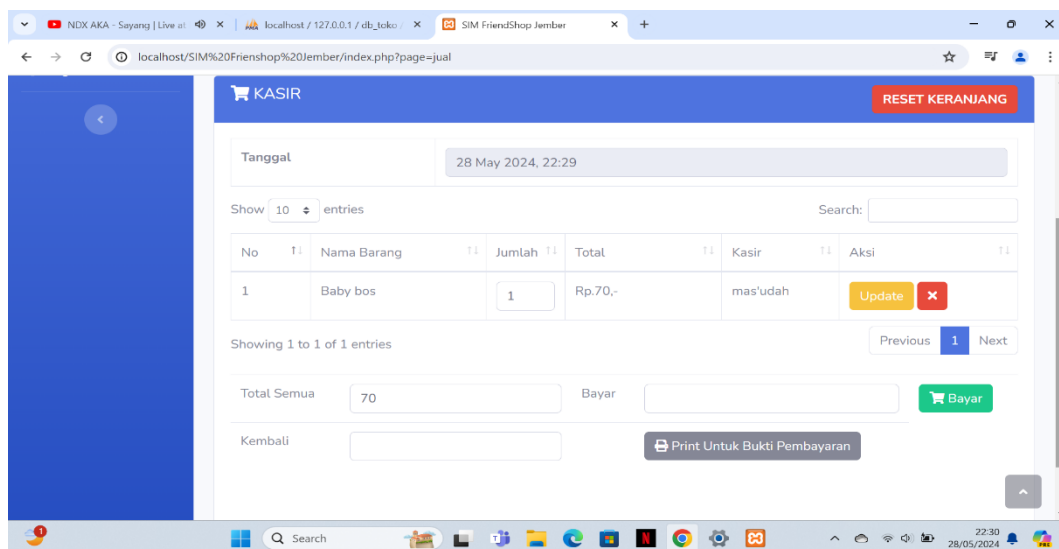 NDX AKA - Sayang | Live at
localhost / 127.0.0.1 / db_toko /
SIM FriendShop Jember
localhost/SIM%20Frienshop%20Jember/index.php?page=jual
KASIR
RESET KERANJANG
Tanggal
28 May 2024, 22:29
Show 10 entries
Search:
No Nama Barang Jumlah Total Kasir Aksi
1 Baby bos 1 Rp.70,- mas'udah Update
Showing 1 to 1 of 1 entries
Previous 1 Next
Total Semua 70 Bayar Bayar
Kembali Print Untuk Bukti Pembayaran
1
Search
N
22:30
28/05/2024
PRE